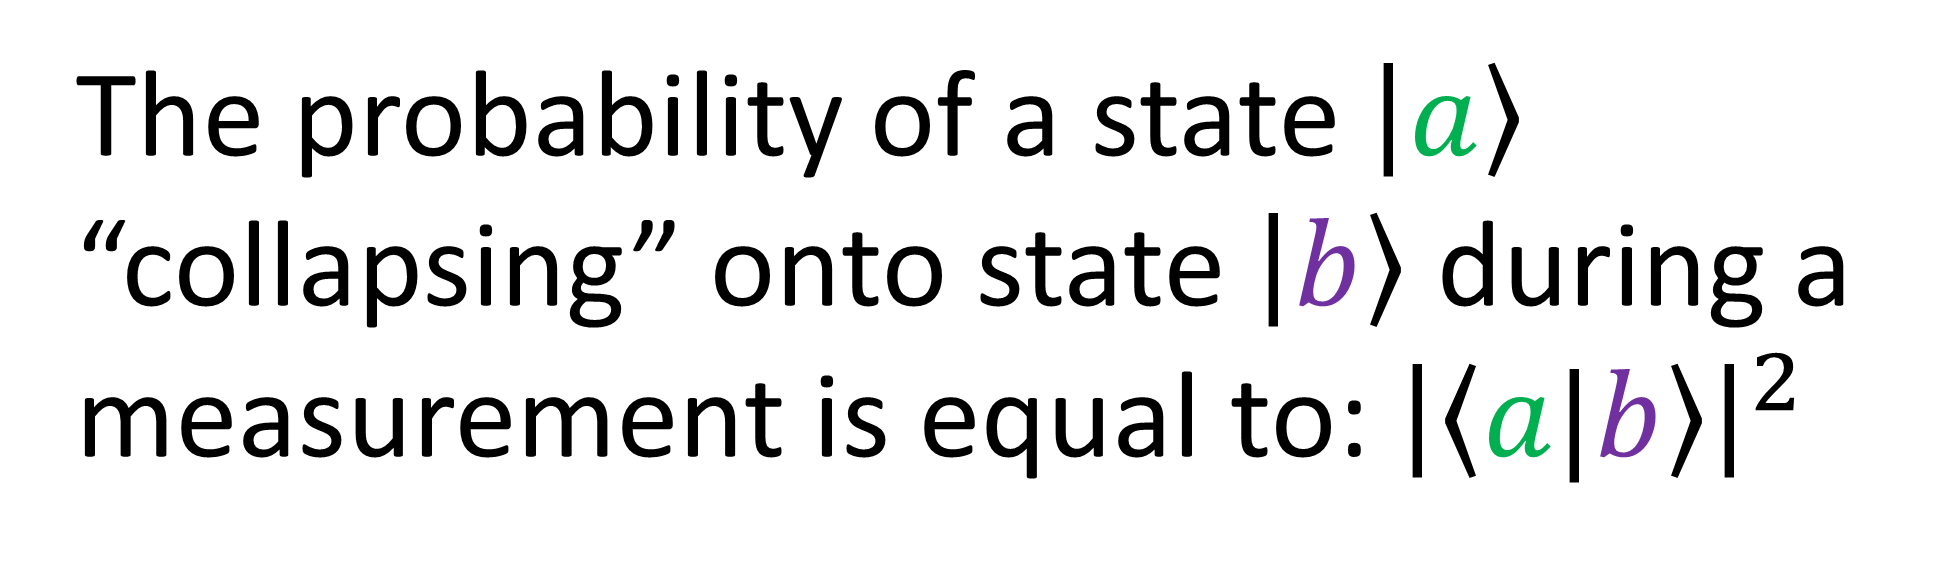 The probability of a state |𝑎⟩
“collapsing” onto state |𝑏⟩ during a
measurement is equal to: |⟨𝑎|𝑏⟩|²